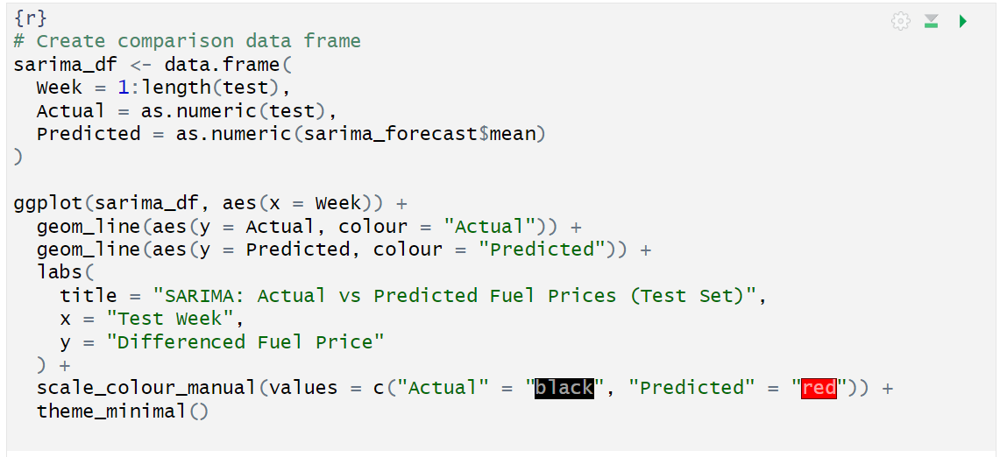 {r}
# Create comparison data frame
sarima_df <- data.frame(
  Week = 1:length(test),
  Actual = as.numeric(test),
  Predicted = as.numeric(sarima_forecast$mean)
)

ggplot(sarima_df, aes(x = Week)) +
  geom_line(aes(y = Actual, colour = "Actual")) +
  geom_line(aes(y = Predicted, colour = "Predicted")) +
  labs(
    title = "SARIMA: Actual vs Predicted Fuel Prices (Test Set)",
    x = "Test Week",
    y = "Differenced Fuel Price"
  ) +
  scale_colour_manual(values = c("Actual" = "black", "Predicted" = "red")) +
  theme_minimal()